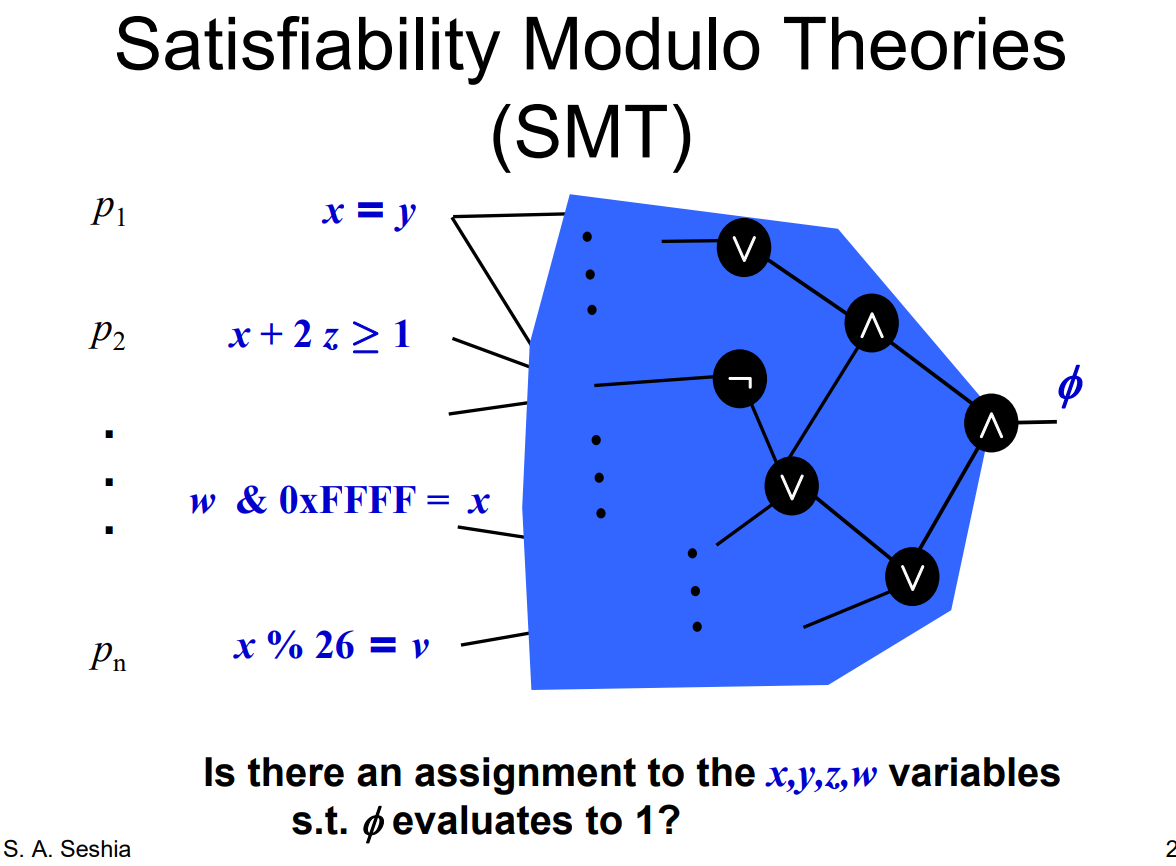 Satisfiability Modulo Theories
(SMT)
p1 x = y
p2 x + 2 z ≥ 1
w & 0xFFFF = x
pn x % 26 = v
∨
∧
¬
ϕ
∧
∨
∨
Is there an assignment to the x,y,z,w variables
s.t. ϕ evaluates to 1?
S. A. Seshia 2